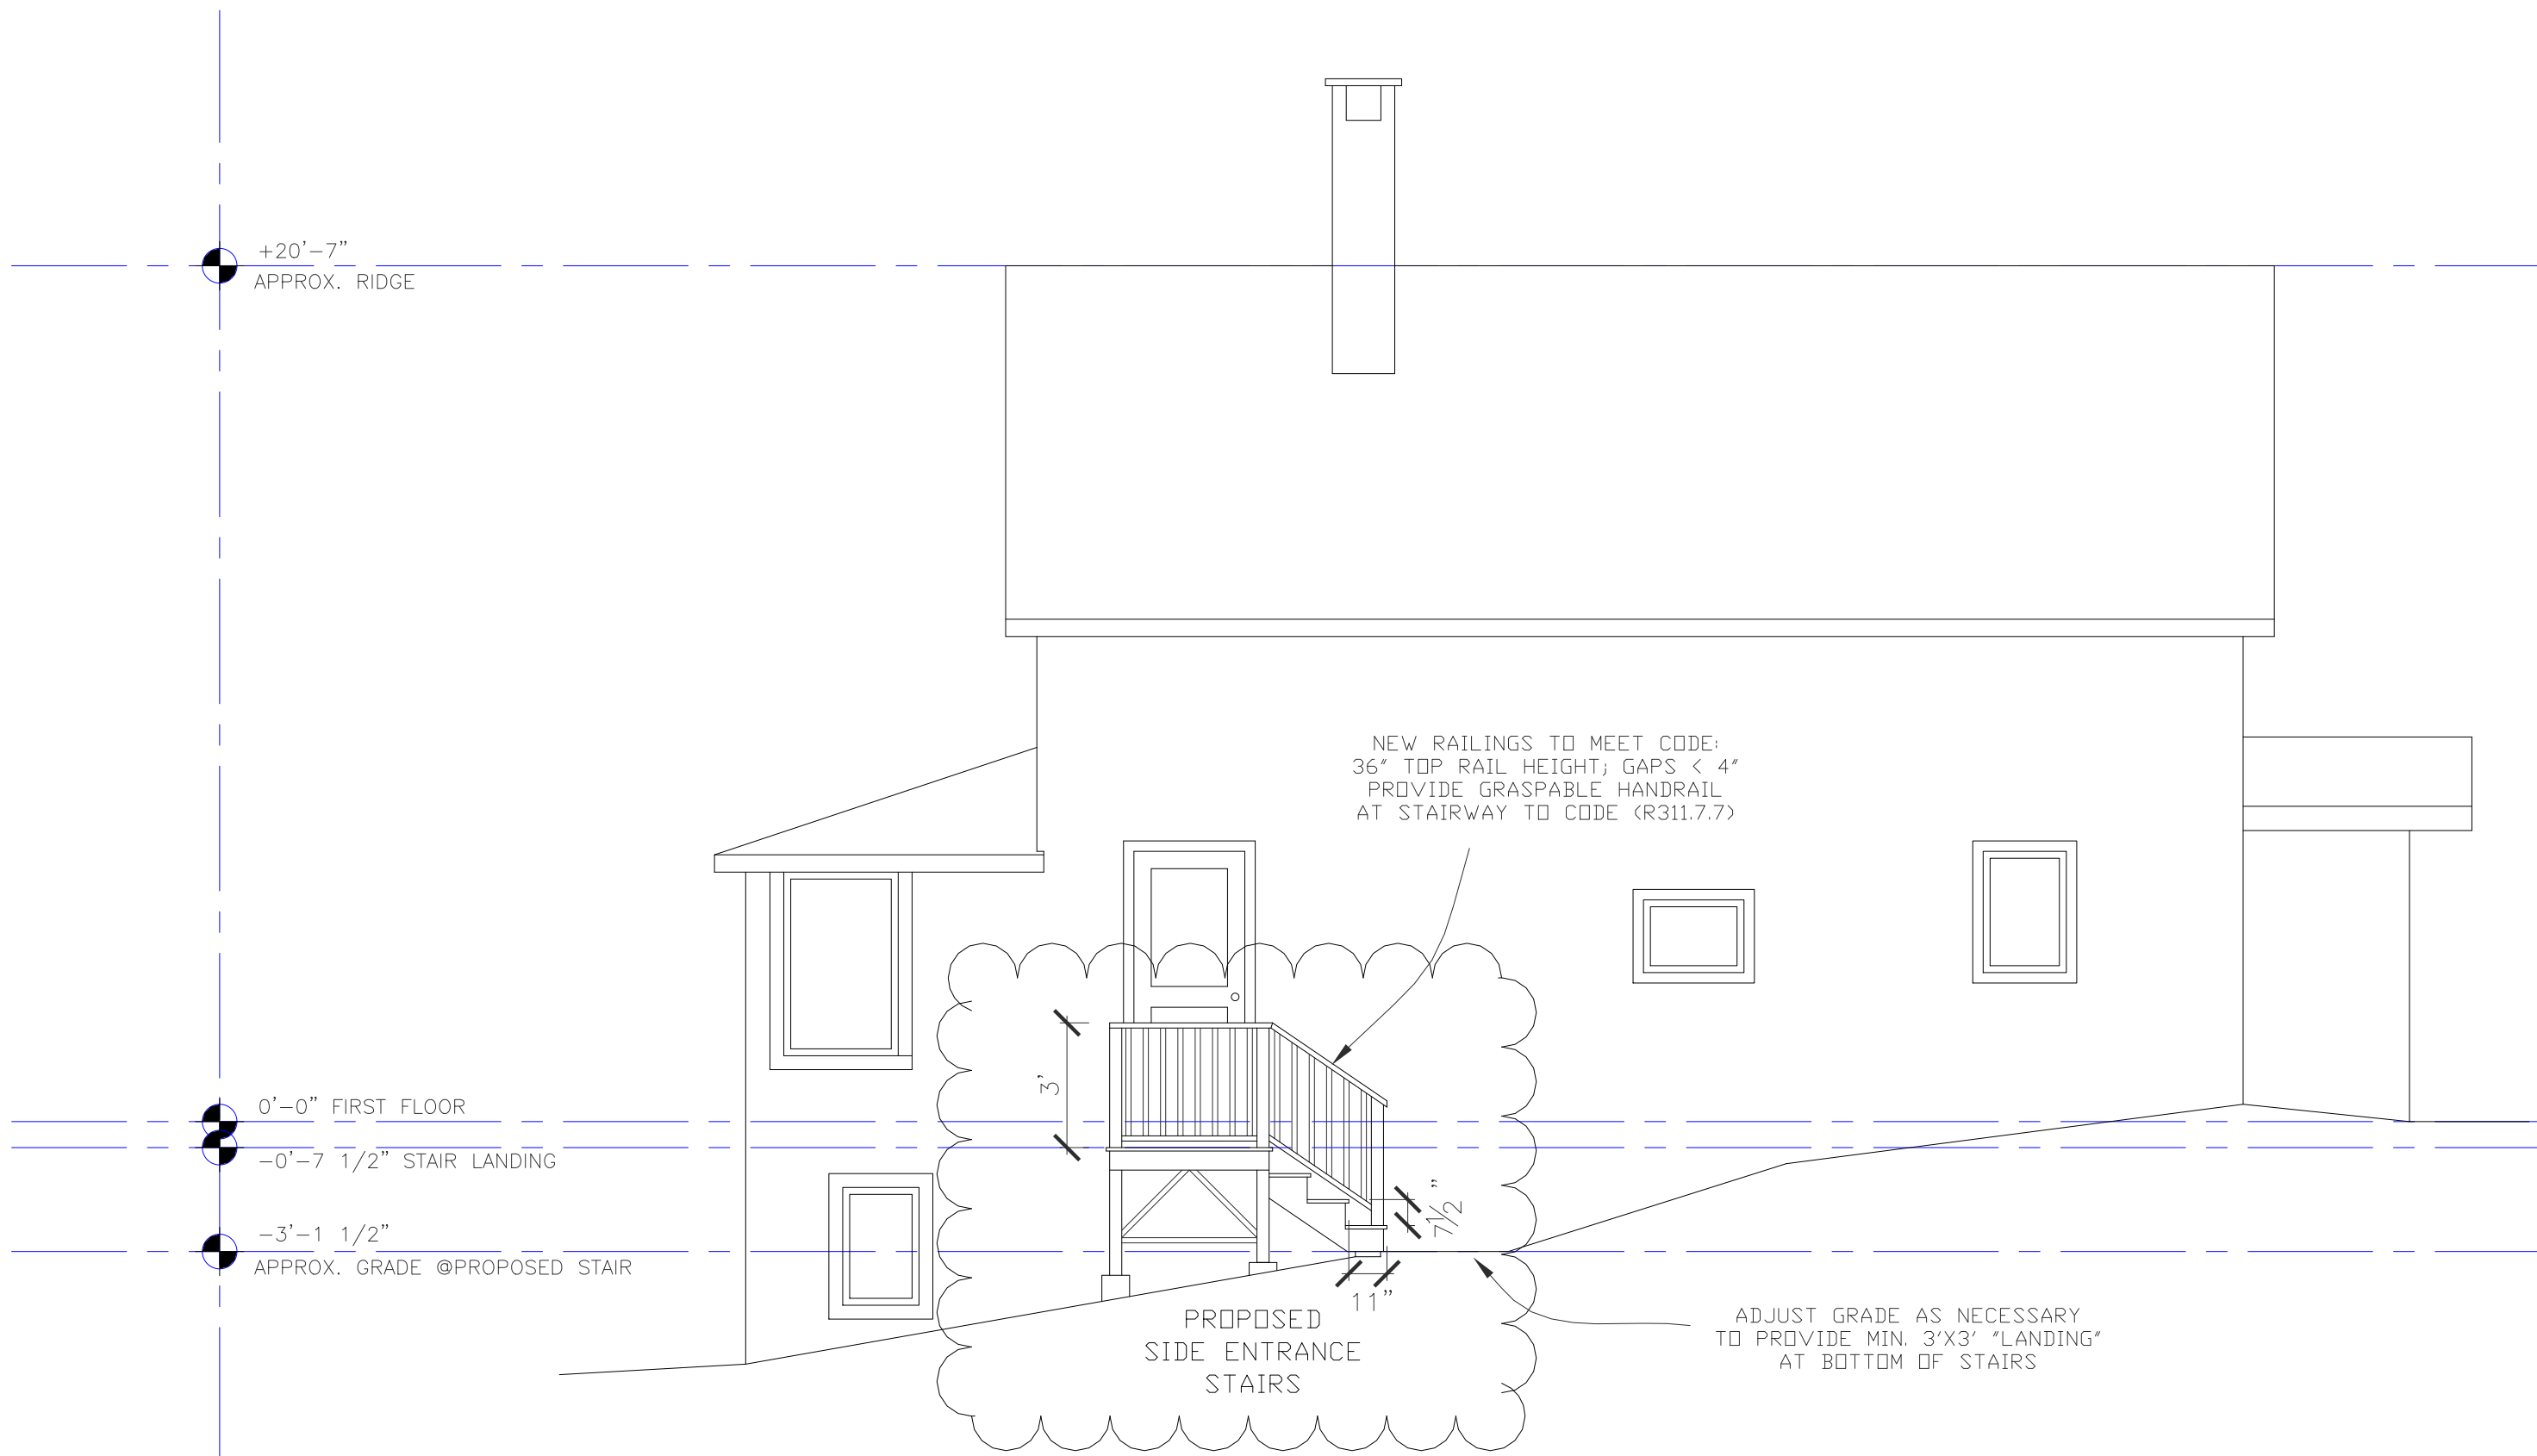 +20'-7"
APPROX. RIDGE
NEW RAILINGS TO MEET CODE:
36" TOP RAIL HEIGHT; GAPS < 4"
PROVIDE GRASPABLE HANDRAIL
AT STAIRWAY TO CODE (R311.7.7)
3'
0'-0" FIRST FLOOR
-0'-7 1/2" STAIR LANDING
7 1/2"
-3'-1 1/2"
APPROX. GRADE @PROPOSED STAIR
11"
PROPOSED
SIDE ENTRANCE
STAIRS
ADJUST GRADE AS NECESSARY
TO PROVIDE MIN. 3'X3' "LANDING"
AT BOTTOM OF STAIRS